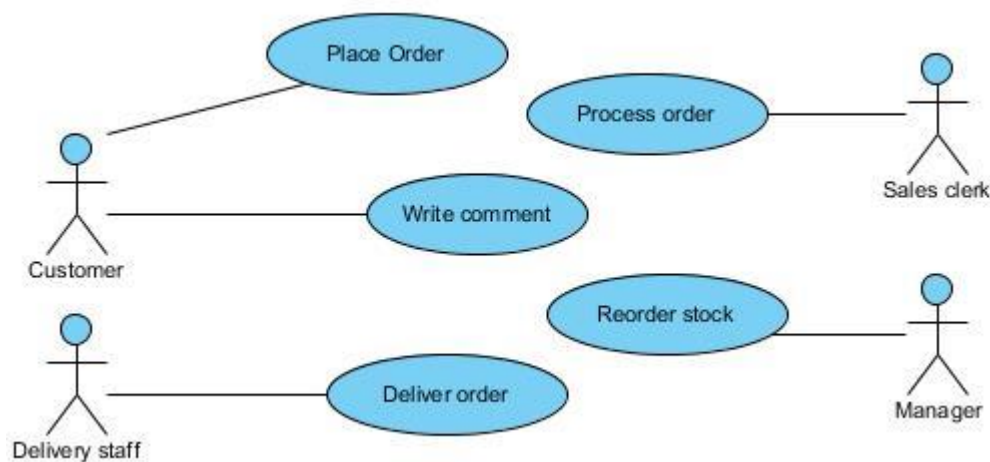 Place Order
Process order
Sales clerk
Write comment
Customer
Reorder stock
Deliver order
Manager
Delivery staff